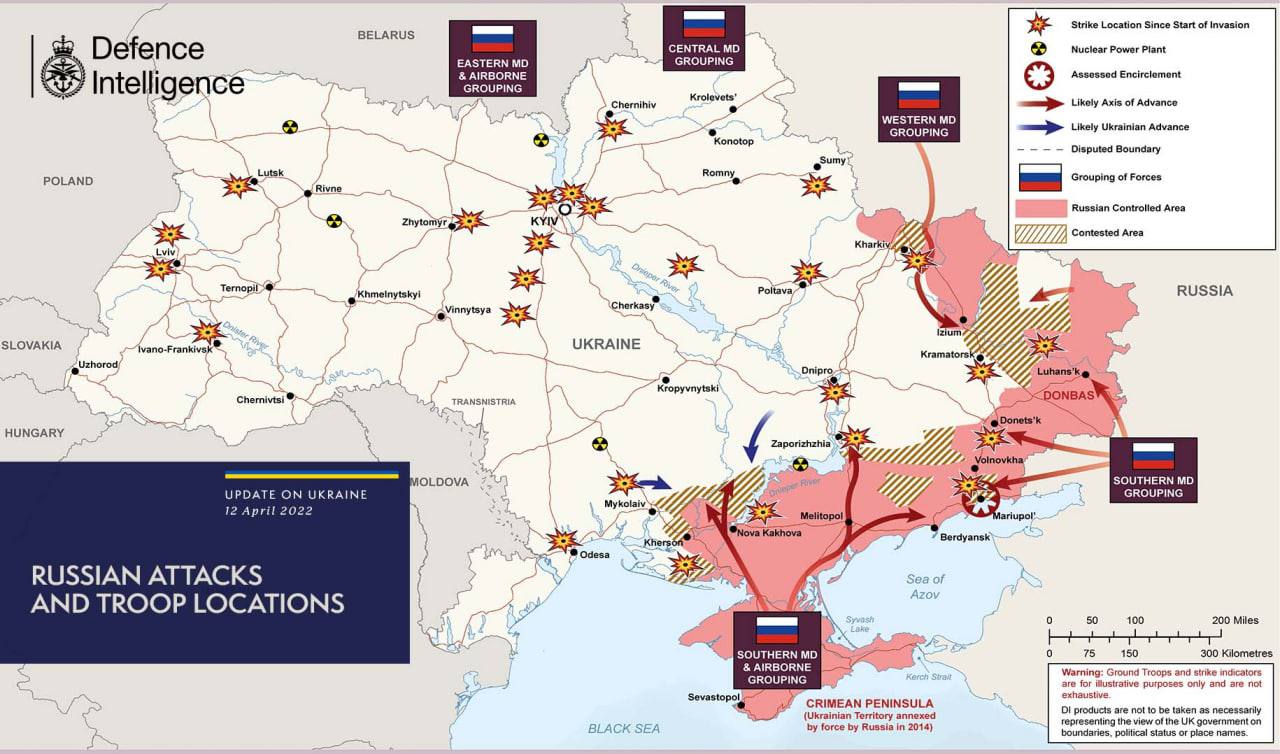 Defence
Intelligence
BELARUS
EASTERN MD
& AIRBORNE
GROUPING
CENTRAL MD
GROUPING
WESTERN MD
GROUPING
Strike Location Since Start of Invasion
Nuclear Power Plant
Assessed Encirclement
Likely Axis of Advance
Likely Ukrainian Advance
Disputed Boundary
Grouping of Forces
Russian Controlled Area
Contested Area
Chernihiv
Krolevets'
Konotop
POLAND
Lutsk
Rivne
Romny
Sumy
Zhytomyr
KYIV
Kharkiv
Lviv
Ternopil
Khmelnytskyi
Vinnytsya
Dnieper River
Cherkasy
Poltava
RUSSIA
Izium
Dniester River
Ivano-Frankivsk
UKRAINE
SLOVAKIA
Uzhorod
Kramators'k
Luhans'k
Dnipro
Kropyvnytski
DONBAS
Chernivtsi
TRANSNISTRIA
HUNGARY
Donets'k
Zaporizhzhia
Volnovkha
SOUTHERN MD
GROUPING
MOLDOVA
Dnieper River
Mykolaiv
Melitopol
Mariupol'
Nova Kakhova
Kherson
Berdyansk
Odesa
UPDATE ON UKRAINE
12 April 2022
RUSSIAN ATTACKS
AND TROOP LOCATIONS
Sea of
Azov
Syvash
Lake
SOUTHERN MD
& AIRBORNE
GROUPING
Kerch Strait
Sevastopol
CRIMEAN PENINSULA
(Ukrainian Territory annexed
by force by Russia in 2014)
BLACK SEA
0 50 100 200 Miles
0 75 150 300 Kilometres
Warning: Ground Troops and strike indicators
are for illustrative purposes only and are not
exhaustive.
DI products are not to be taken as necessarily
representing the view of the UK government on
boundaries, political status or place names.